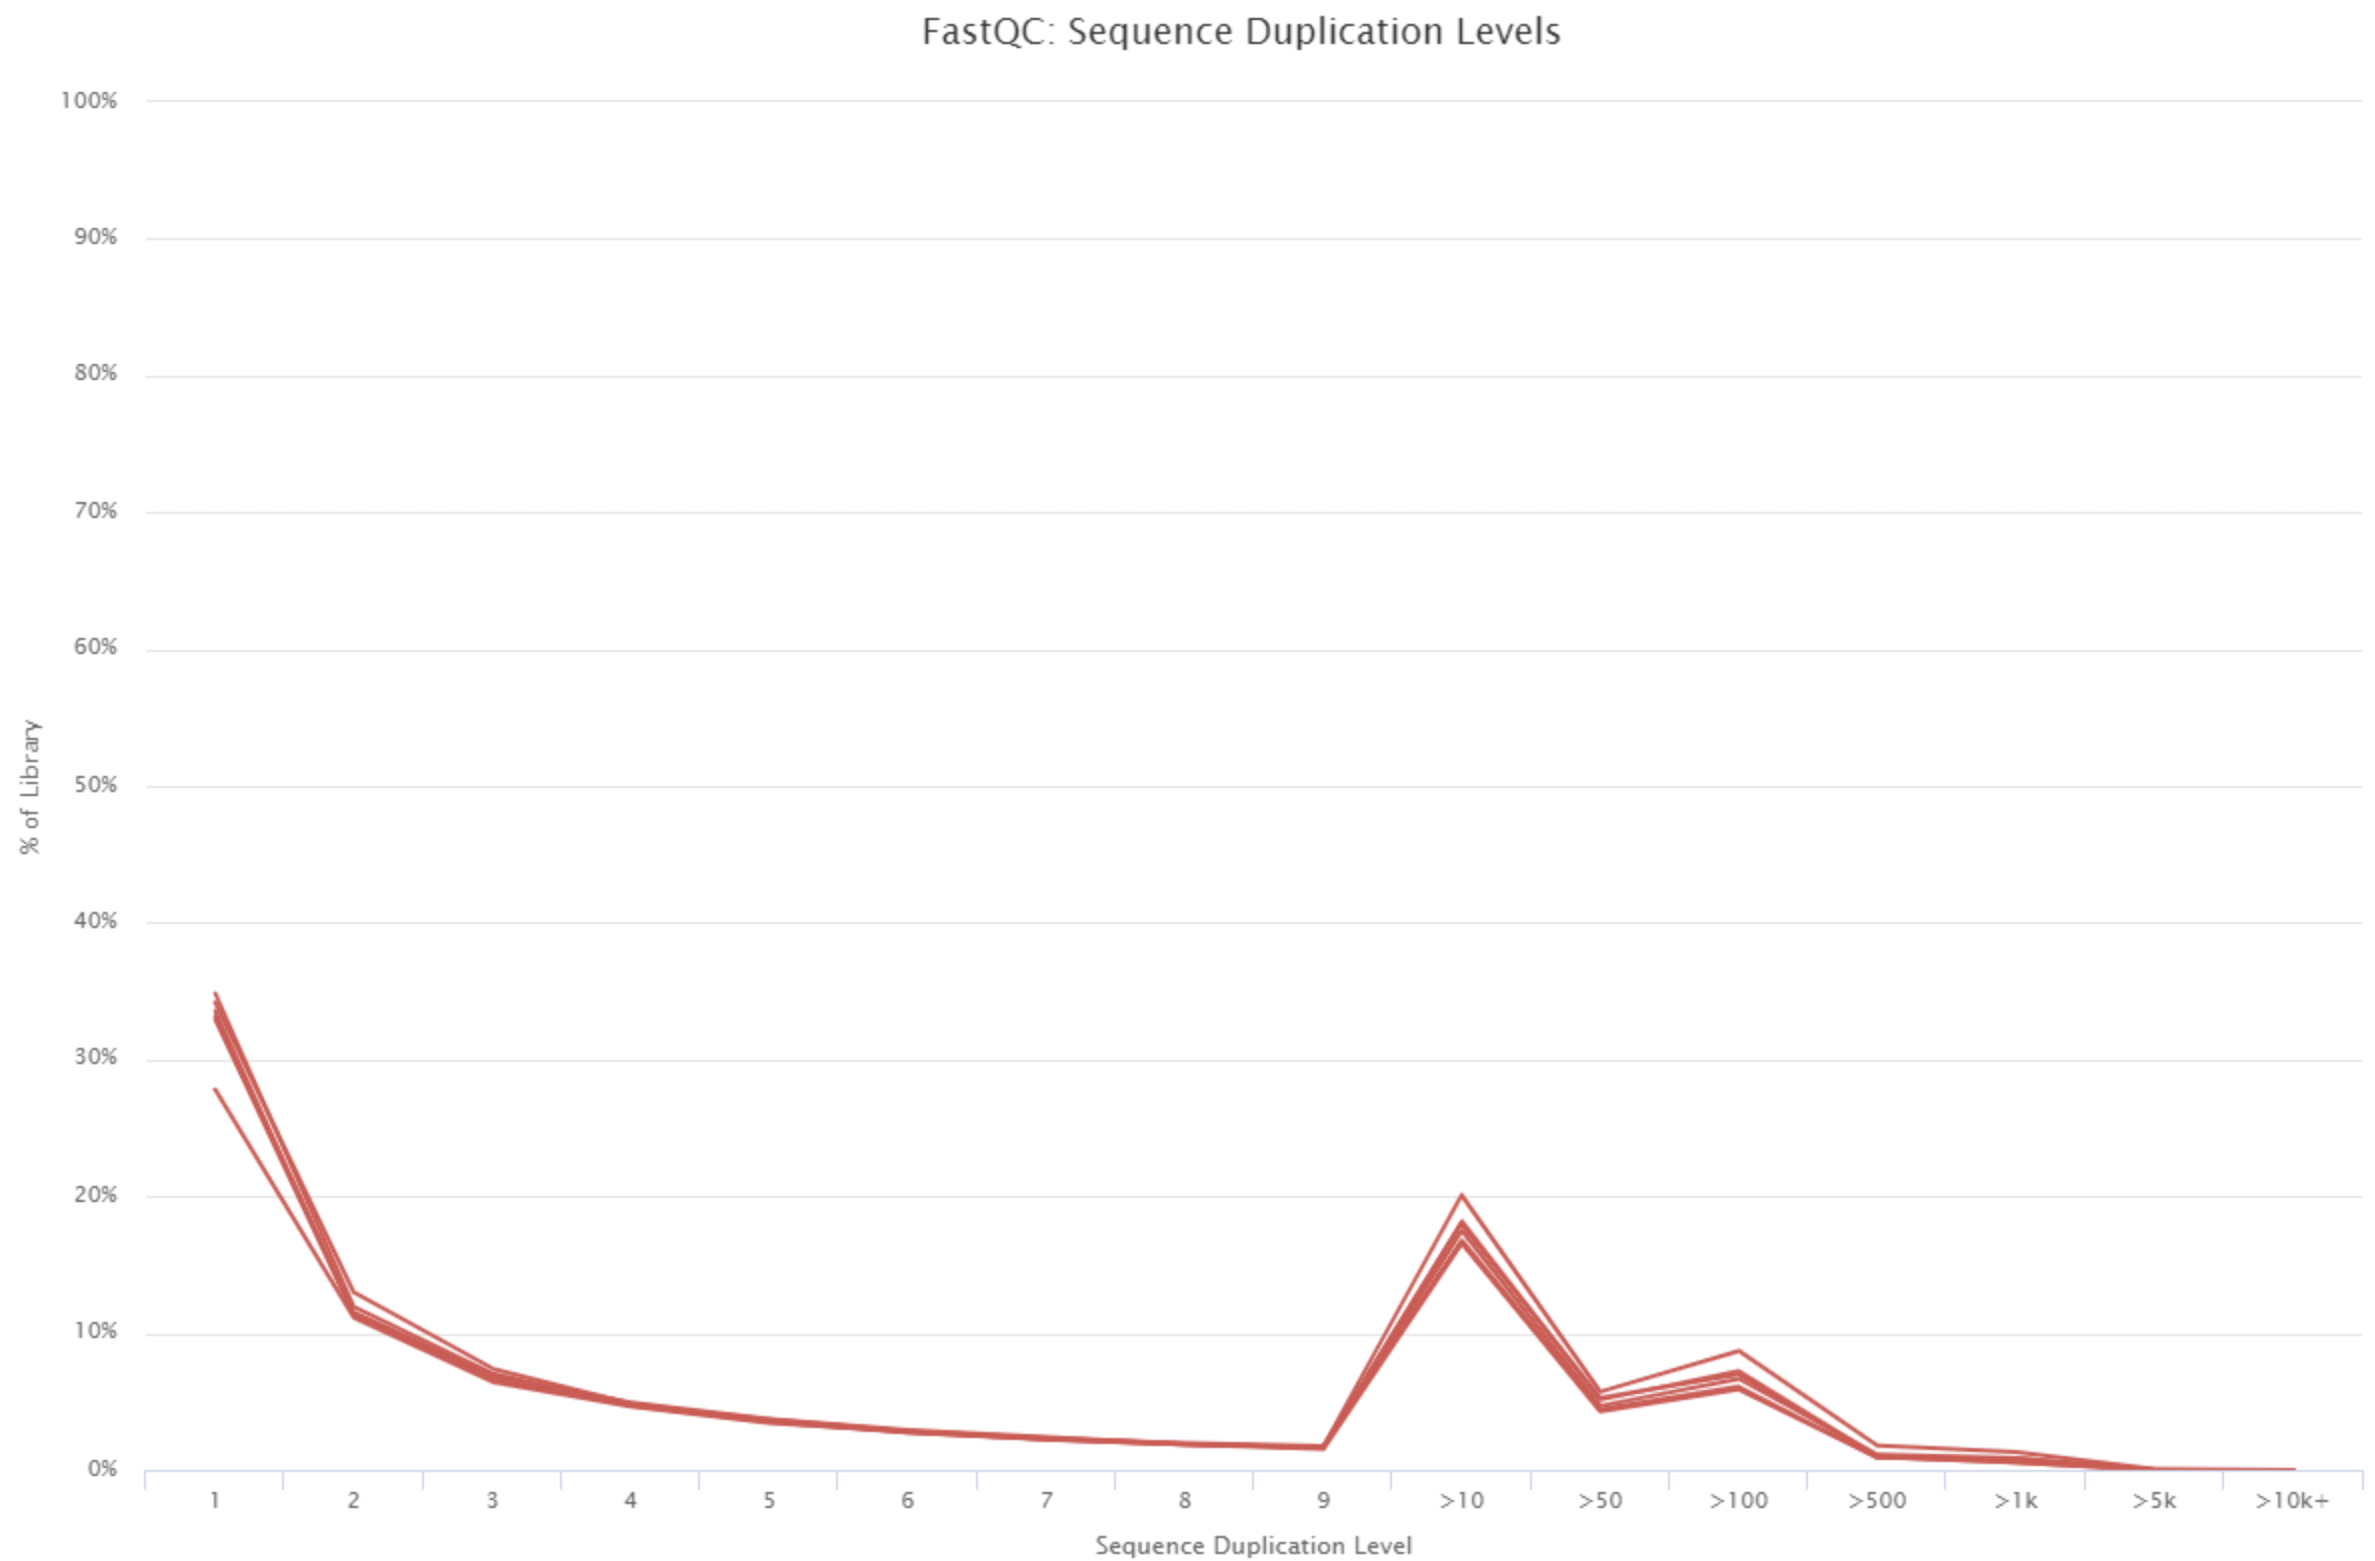 FastQC: Sequence Duplication Levels
100%
90%
80%
70%
60%
50%
40%
30%
20%
10%
0%
% of Library
1 2 3 4 5 6 7 8 9 >10 >50 >100 >500 >1k >5k >10k+
Sequence Duplication Level